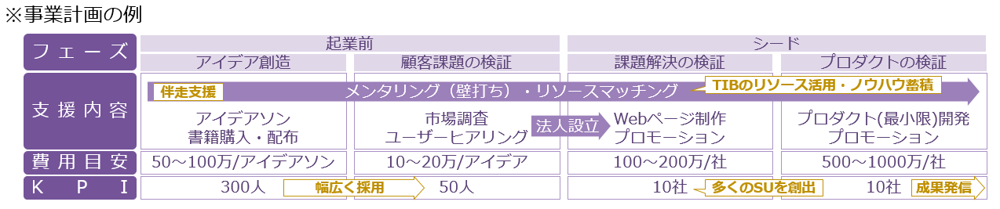 ※事業計画の例
フェーズ
起業前
シード
アイデア創造
顧客課題の検証
課題解決の検証
プロダクトの検証
支援内容
伴走支援
メンタリング（壁打ち）・リソースマッチング
TIBのリソース活用・ノウハウ蓄積
アイデアソン
書籍購入・配布
市場調査
ユーザーヒアリング
法人設立
Webページ制作
プロモーション
プロダクト(最小限)開発
プロモーション
費用目安
50～100万/アイデアソン
10～20万/アイデア
100～200万/社
500～1000万/社
KPI
300人
幅広く採用
50人
10社
多くのSUを創出
10社
成果発信